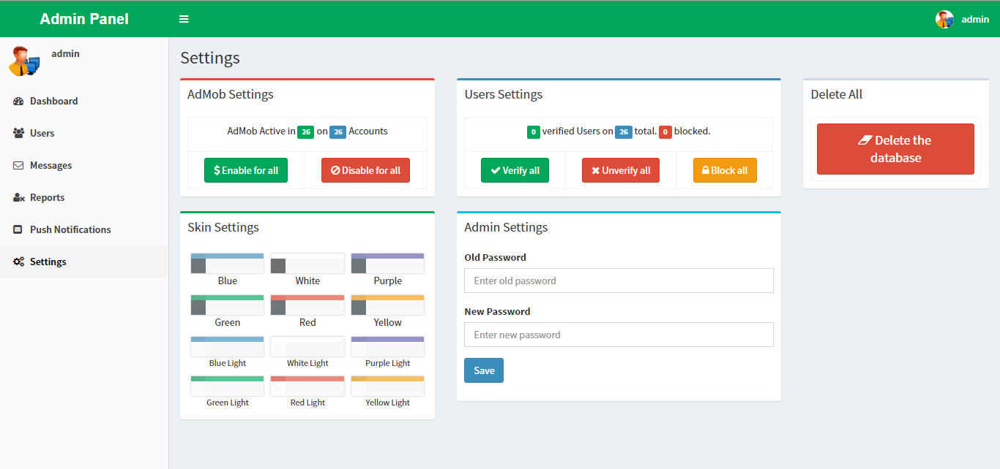 Admin Panel
admin
admin
Dashboard
Users
Messages
Reports
Push Notifications
Settings
Settings
AdMob Settings
AdMob Active in 26 on 26 Accounts
Enable for all
Disable for all
Users Settings
0 verified Users on 26 total. 0 blocked.
Verify all
Unverify all
Block all
Delete All
Delete the
database
Skin Settings
Blue
White
Purple
Green
Red
Yellow
Blue Light
White Light
Purple Light
Green Light
Red Light
Yellow Light
Admin Settings
Old Password
Enter old password
New Password
Enter new password
Save